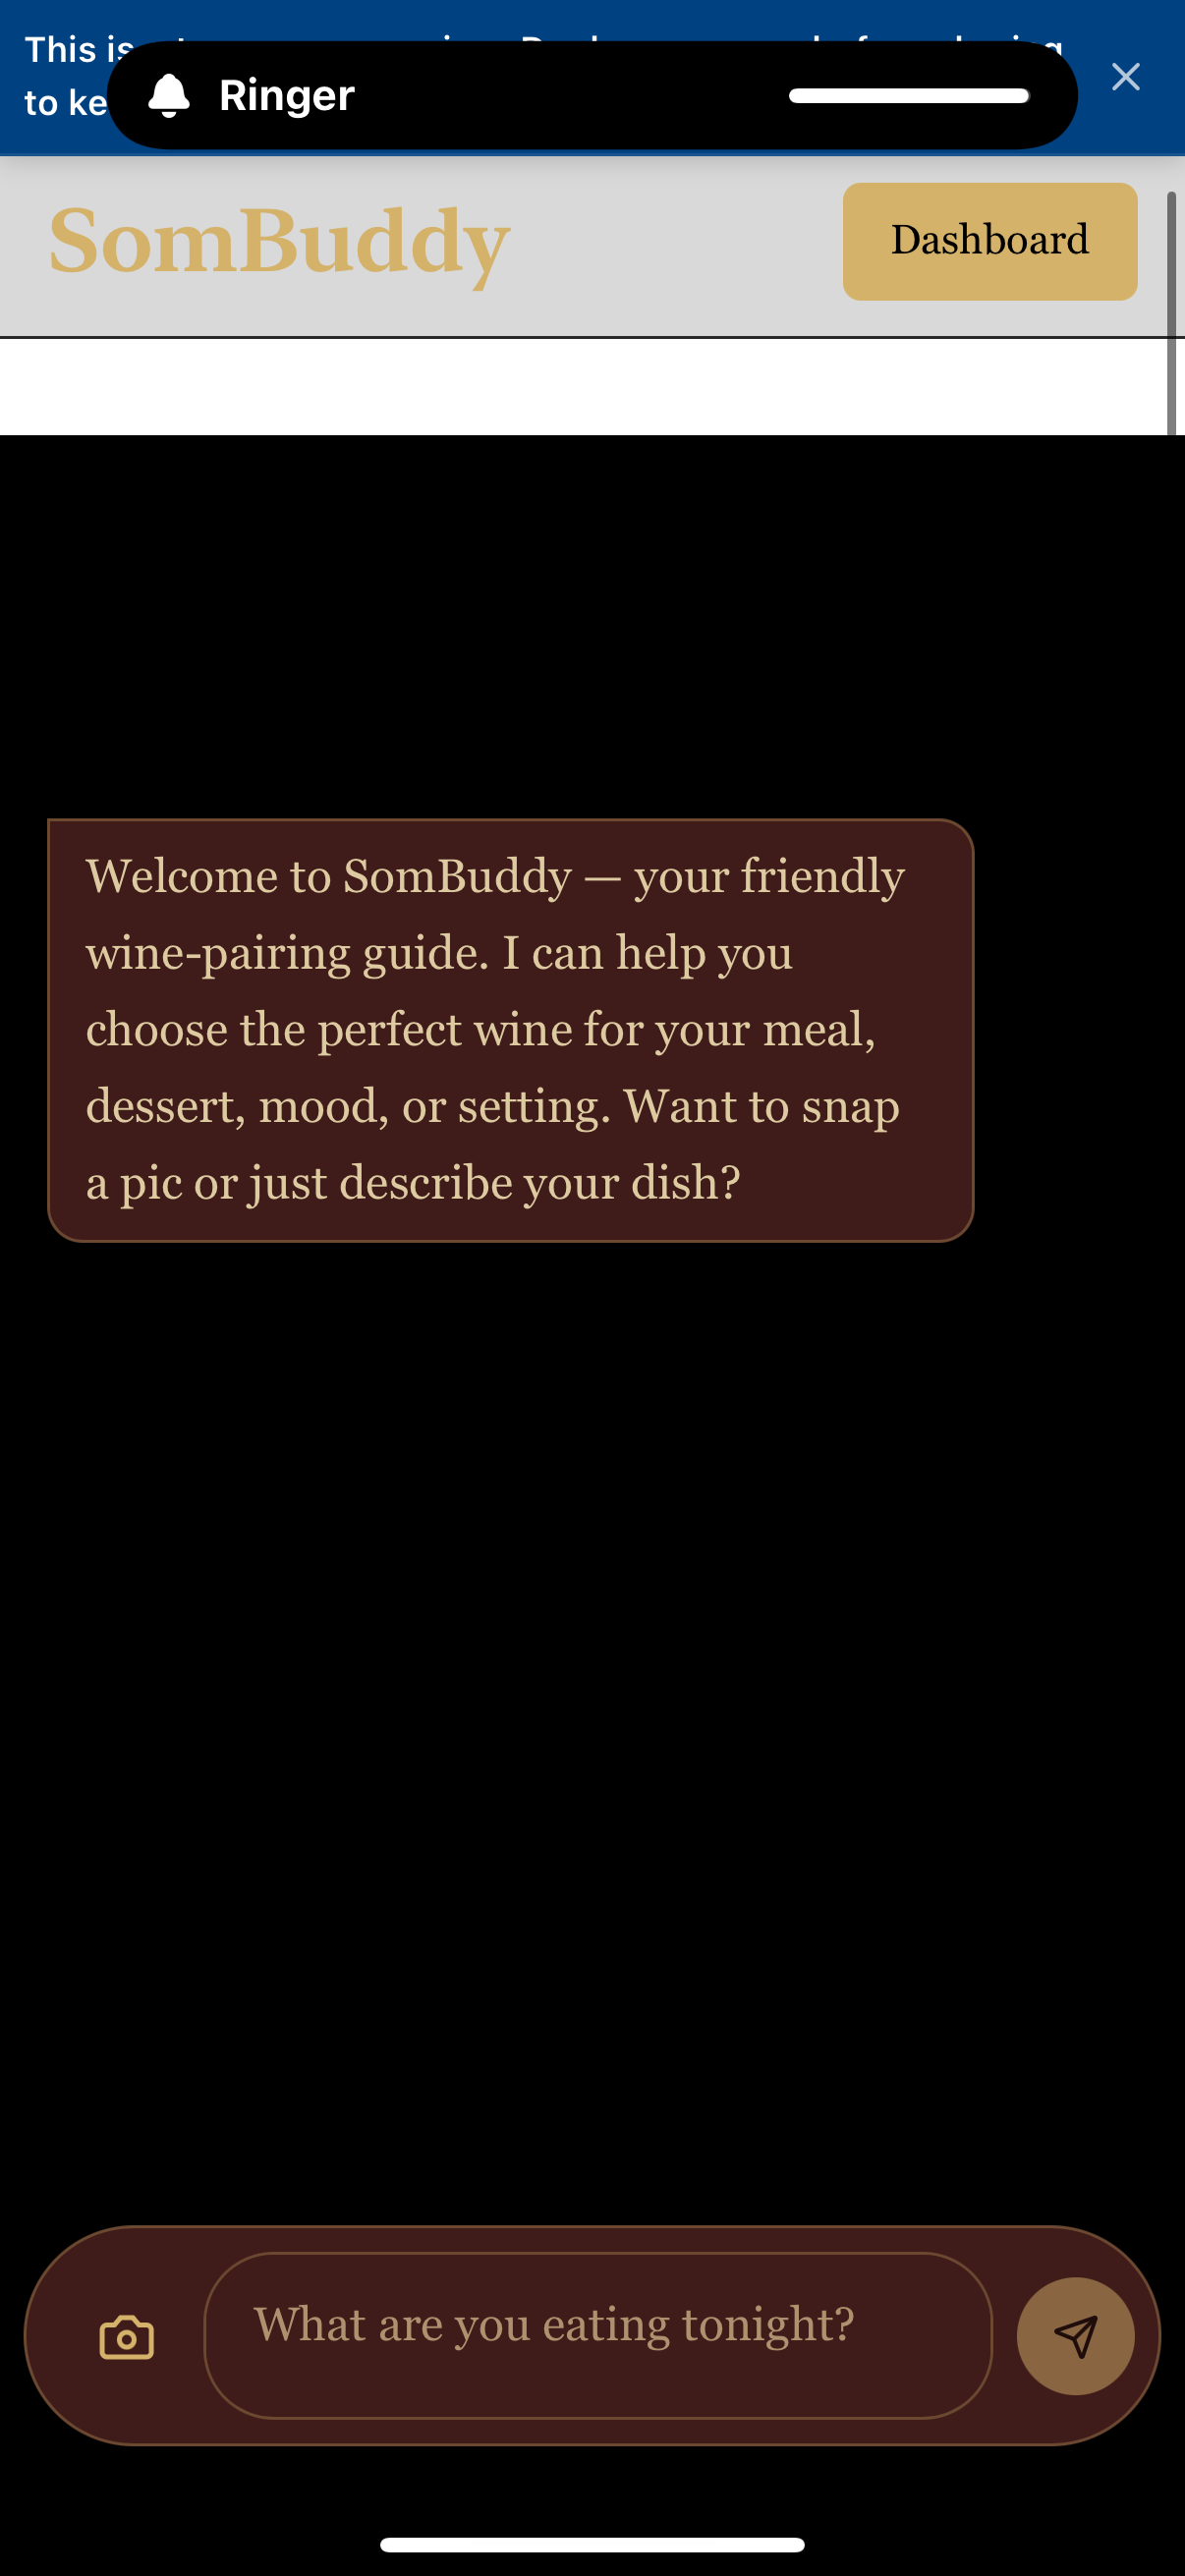 This is
to ke
Ringer
SomBuddy
Dashboard
Welcome to SomBuddy — your friendly
wine-pairing guide. I can help you
choose the perfect wine for your meal,
dessert, mood, or setting. Want to snap
a pic or just describe your dish?
What are you eating tonight?